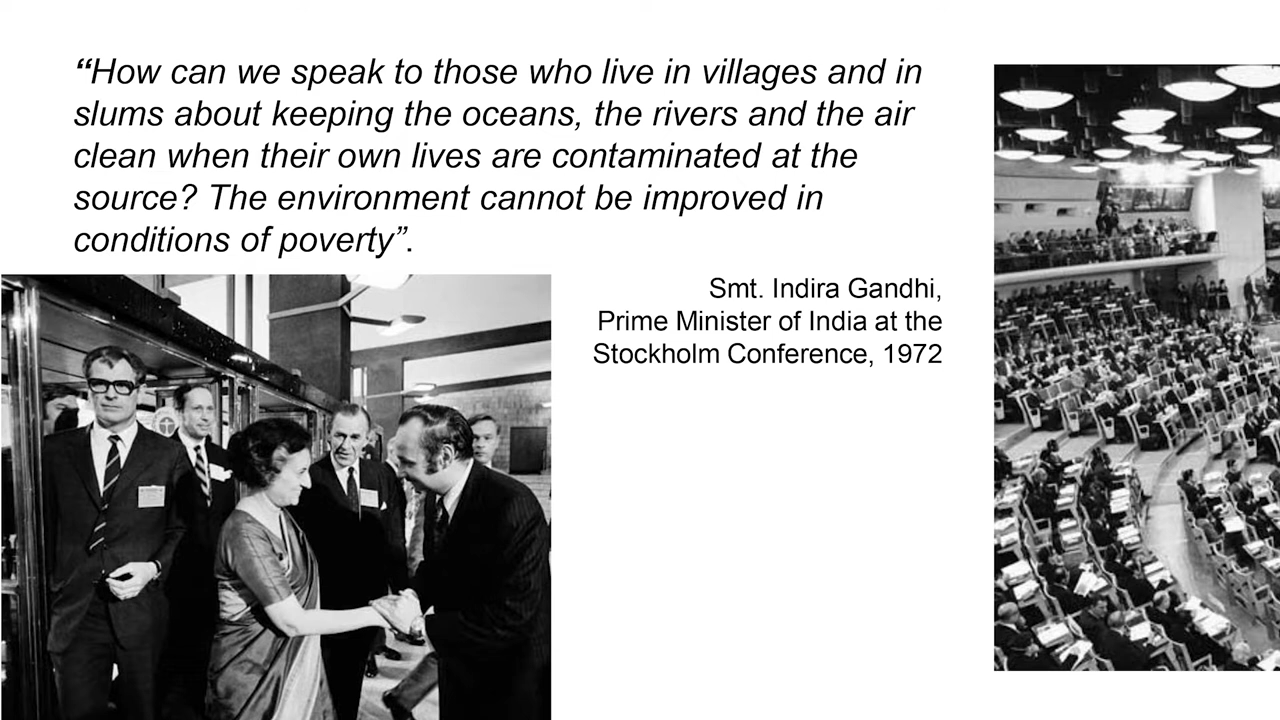 “How can we speak to those who live in villages and in
slums about keeping the oceans, the rivers and the air
clean when their own lives are contaminated at the
source? The environment cannot be improved in
conditions of poverty”.
Smt. Indira Gandhi,
Prime Minister of India at the
Stockholm Conference, 1972